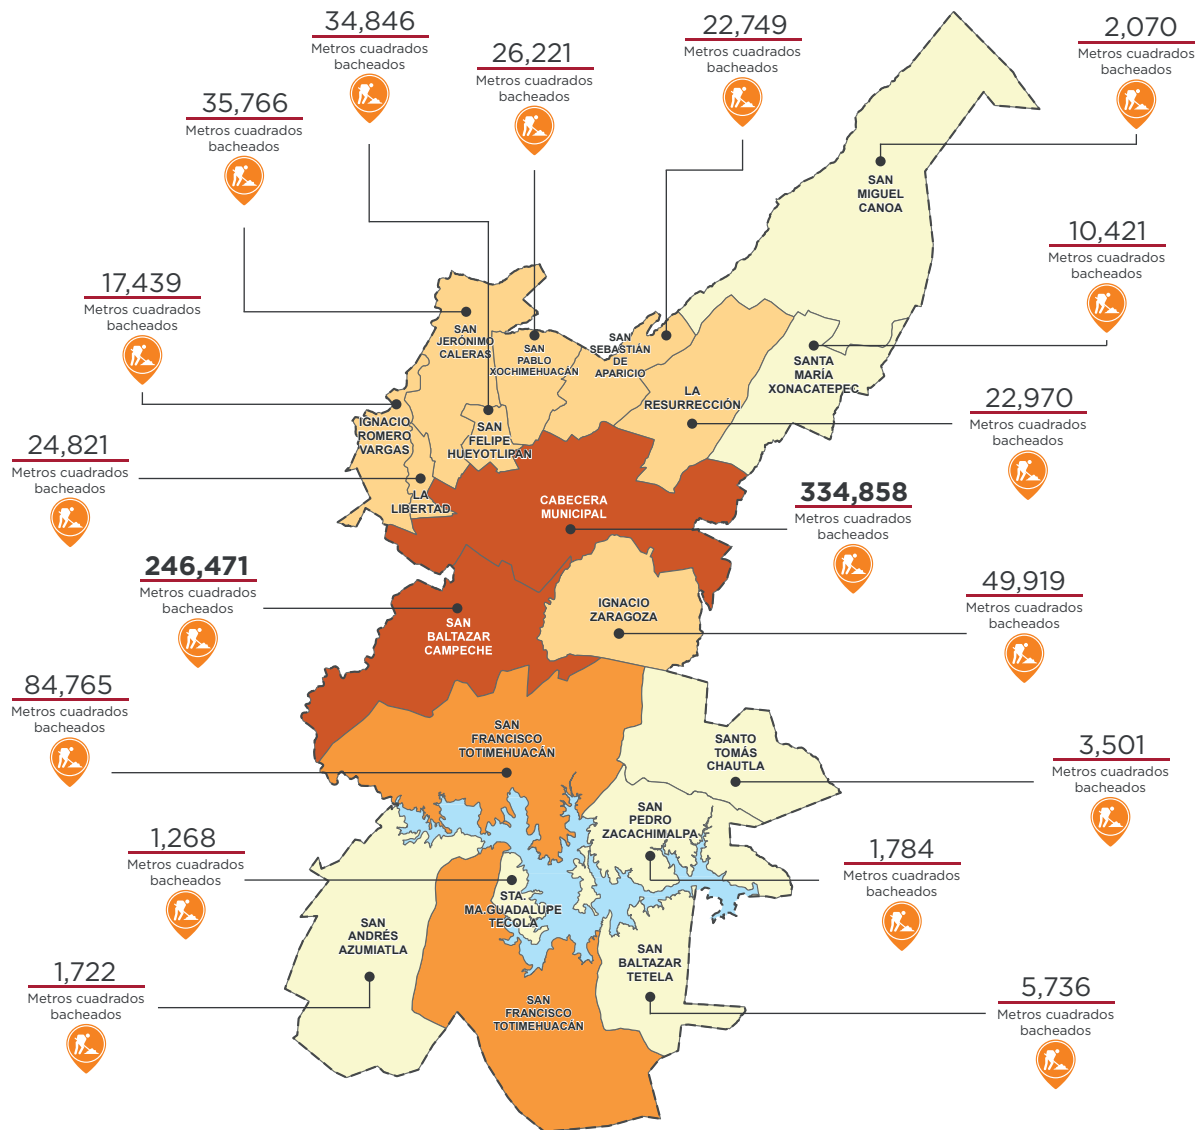 34,846
Metros cuadrados
bacheados
26,221
Metros cuadrados
bacheados
22,749
Metros cuadrados
bacheados
2,070
Metros cuadrados
bacheados
35,766
Metros cuadrados
bacheados
SAN
MIGUEL
CANOA
10,421
Metros cuadrados
bacheados
17,439
Metros cuadrados
bacheados
SAN
JERÓNIMO
CALERAS
SAN
PABLO
XOCHIMEHUACÁN
SAN
SEBASTIÁN
DE
APARICIO
SANTA
MARÍA
XONACATEPEC
LA
RESURRECCIÓN
22,970
Metros cuadrados
bacheados
IGNACIO
ROMERO
VARGAS
SAN
FELIPE
HUEYOTLIPAN
24,821
Metros cuadrados
bacheados
LA
LIBERTAD
CABECERA
MUNICIPAL
334,858
Metros cuadrados
bacheados
246,471
Metros cuadrados
bacheados
SAN
BALTAZAR
CAMPECHE
IGNACIO
ZARAGOZA
49,919
Metros cuadrados
bacheados
84,765
Metros cuadrados
bacheados
SAN
FRANCISCO
TOTIMEHUACÁN
SANTO
TOMÁS
CHAUTLA
3,501
Metros cuadrados
bacheados
SAN
PEDRO
ZACACHIMALPA
1,268
Metros cuadrados
bacheados
1,784
Metros cuadrados
bacheados
STA.
MA.GUADALUPE
TECOLA
SAN
ANDRÉS
AZUMIATLA
SAN
BALTAZAR
TETELA
1,722
Metros cuadrados
bacheados
SAN
FRANCISCO
TOTIMEHUACÁN
5,736
Metros cuadrados
bacheados